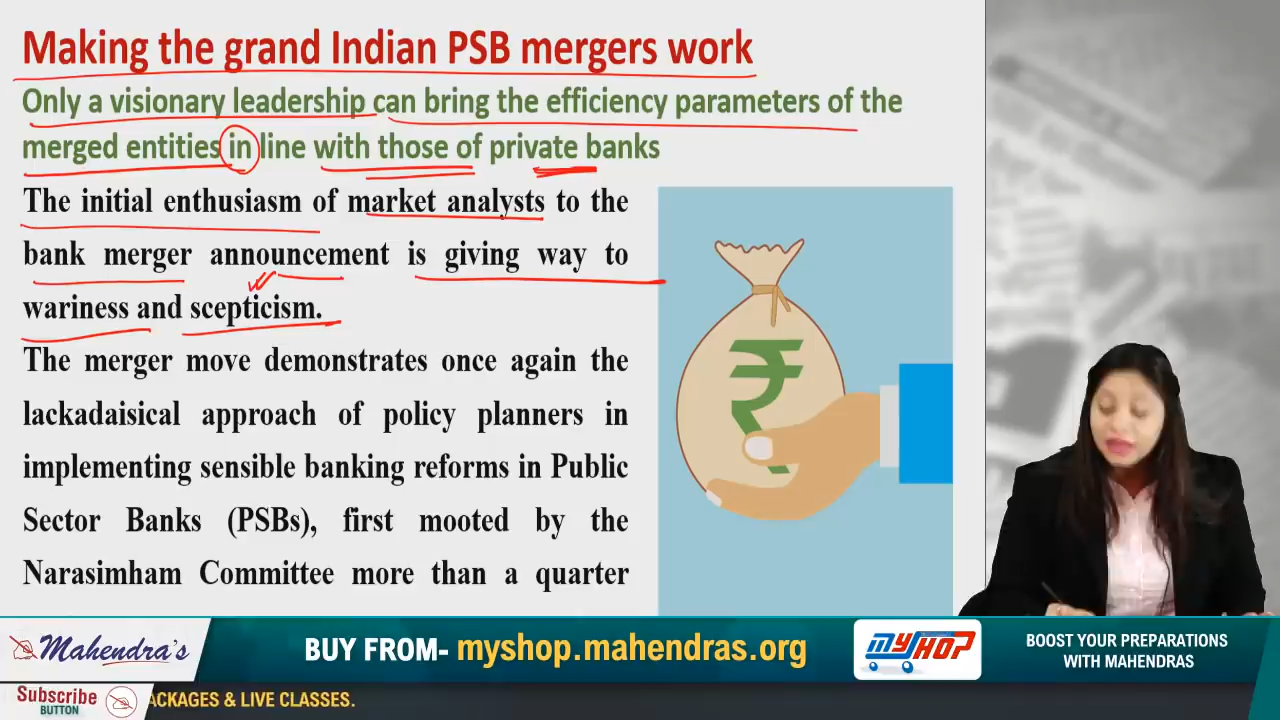 Making the grand Indian PSB mergers work
Only a visionary leadership can bring the efficiency parameters of the
merged entities in line with those of private banks
The initial enthusiasm of market analysts to the
bank merger announcement is giving way to
wariness and scepticism.
The merger move demonstrates once again the
lackadaisical approach of policy planners in
implementing sensible banking reforms in Public
Sector Banks (PSBs), first mooted by the
Narasimham Committee more than a quarter
₹
Mahendra's
BUY FROM- myshop.mahendras.org
MYSHOP
BOOST YOUR PREPARATIONS
WITH MAHENDRAS
Subscribe
BUTTON
ACKAGES & LIVE CLASSES.